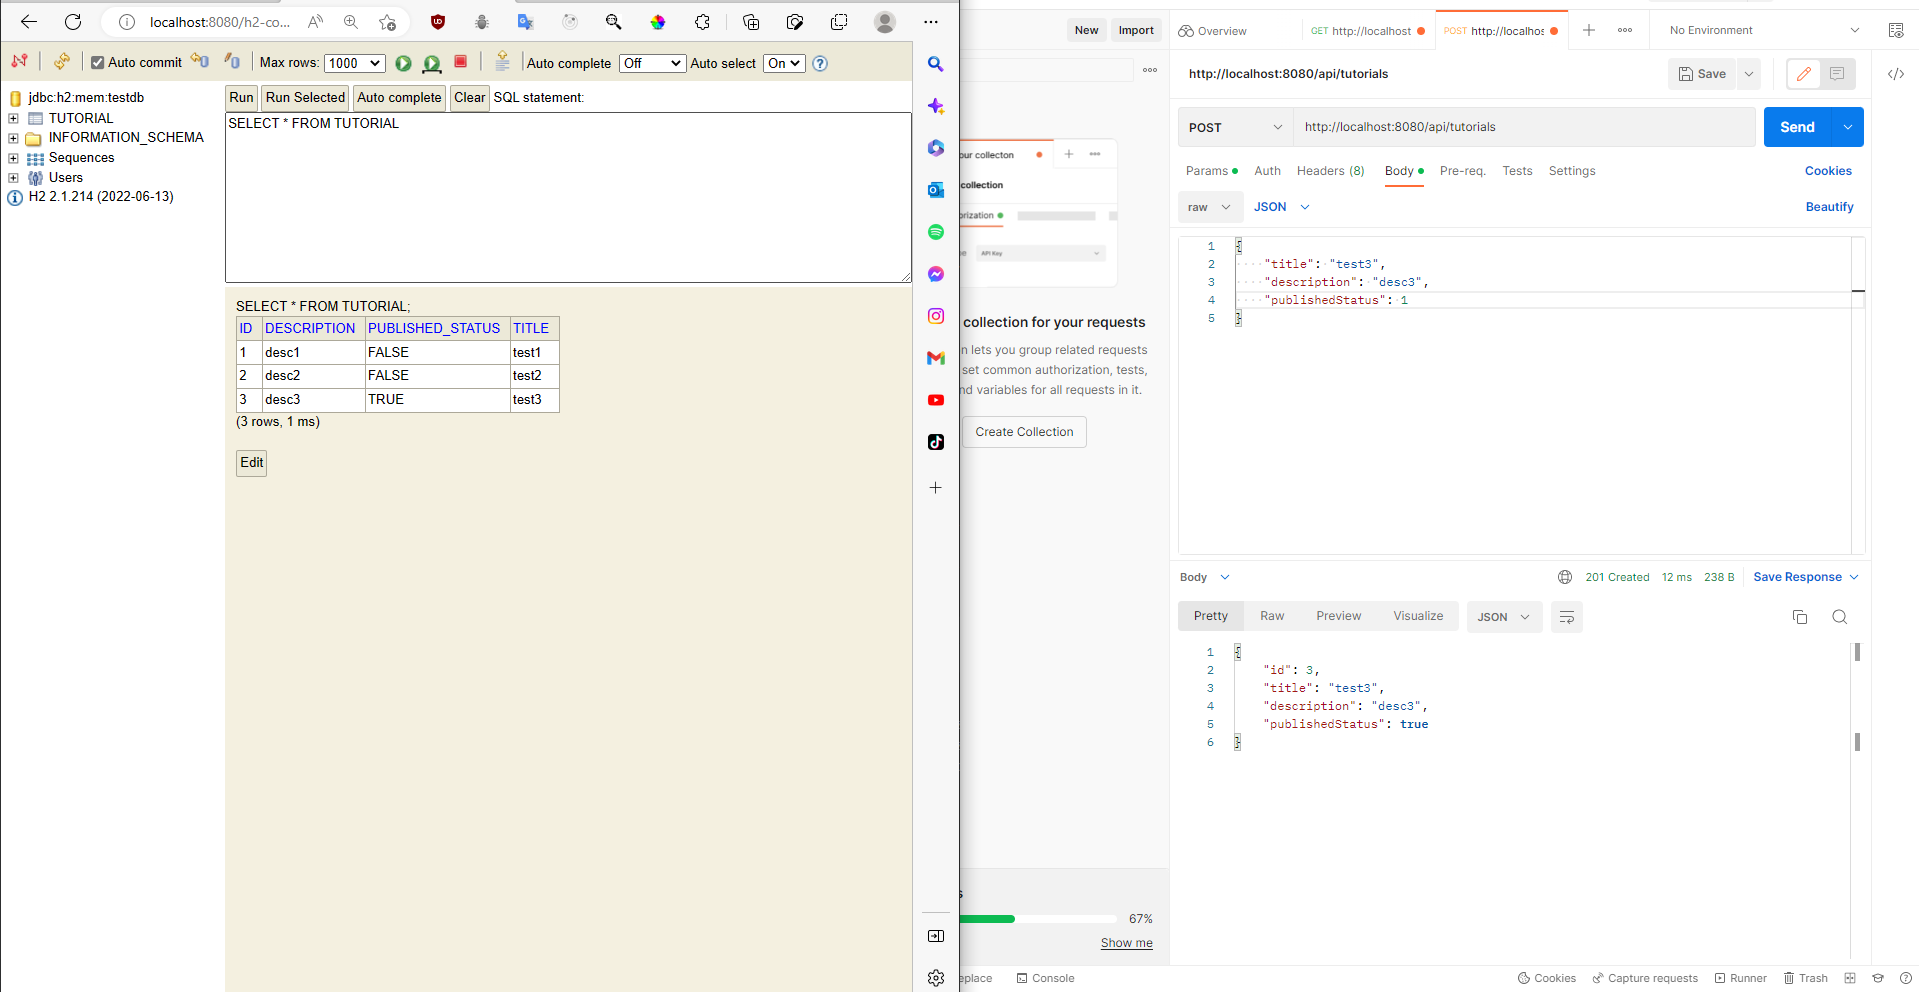 localhost:8080/h2-co...
Auto commit
Max rows: 1000
Auto complete Off
Auto select On
jdbc:h2:mem:testdb
TUTORIAL
INFORMATION_SCHEMA
Sequences
Users
H2 2.1.214 (2022-06-13)
Run Run Selected Auto complete Clear SQL statement:
SELECT * FROM TUTORIAL
SELECT * FROM TUTORIAL;
ID DESCRIPTION PUBLISHED_STATUS TITLE
1 desc1 FALSE test1
2 desc2 FALSE test2
3 desc3 TRUE test3
(3 rows, 1 ms)
Edit
New Import
our collecton
collection
orization
API Key
collection for your requests
n lets you group related requests
set common authorization, tests,
nd variables for all requests in it.
Create Collection
67%
Show me
eplace Console
Overview GET http://localhost POST http://localhos No Environment
http://localhost:8080/api/tutorials Save
POST http://localhost:8080/api/tutorials Send
Params Auth Headers (8) Body Pre-req. Tests Settings Cookies
raw JSON Beautify
1 {
2 "title": "test3",
3 "description": "desc3",
4 "publishedStatus": 1
5 }
Body 201 Created 12 ms 238 B Save Response
Pretty Raw Preview Visualize JSON
1 {
2 "id": 3,
3 "title": "test3",
4 "description": "desc3",
5 "publishedStatus": true
6 }
Cookies Capture requests Runner Trash